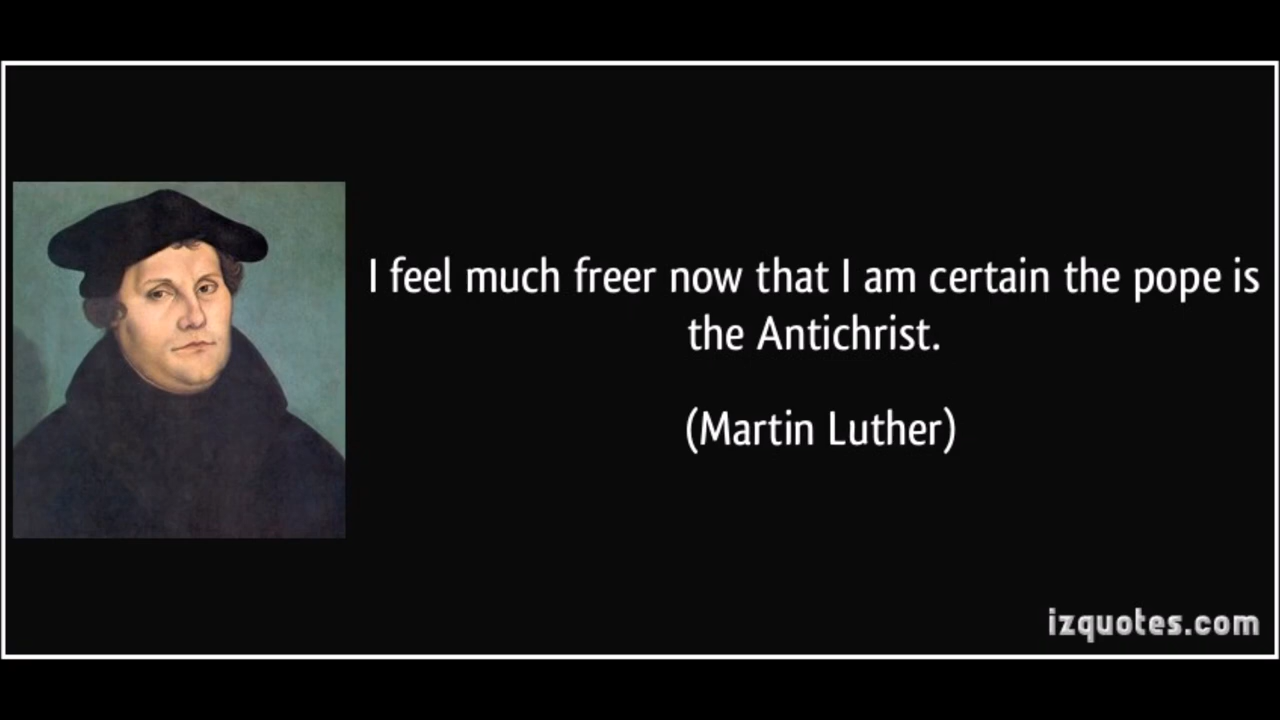 I feel much freer now that I am certain the pope is
the Antichrist.
(Martin Luther)
izquotes.com